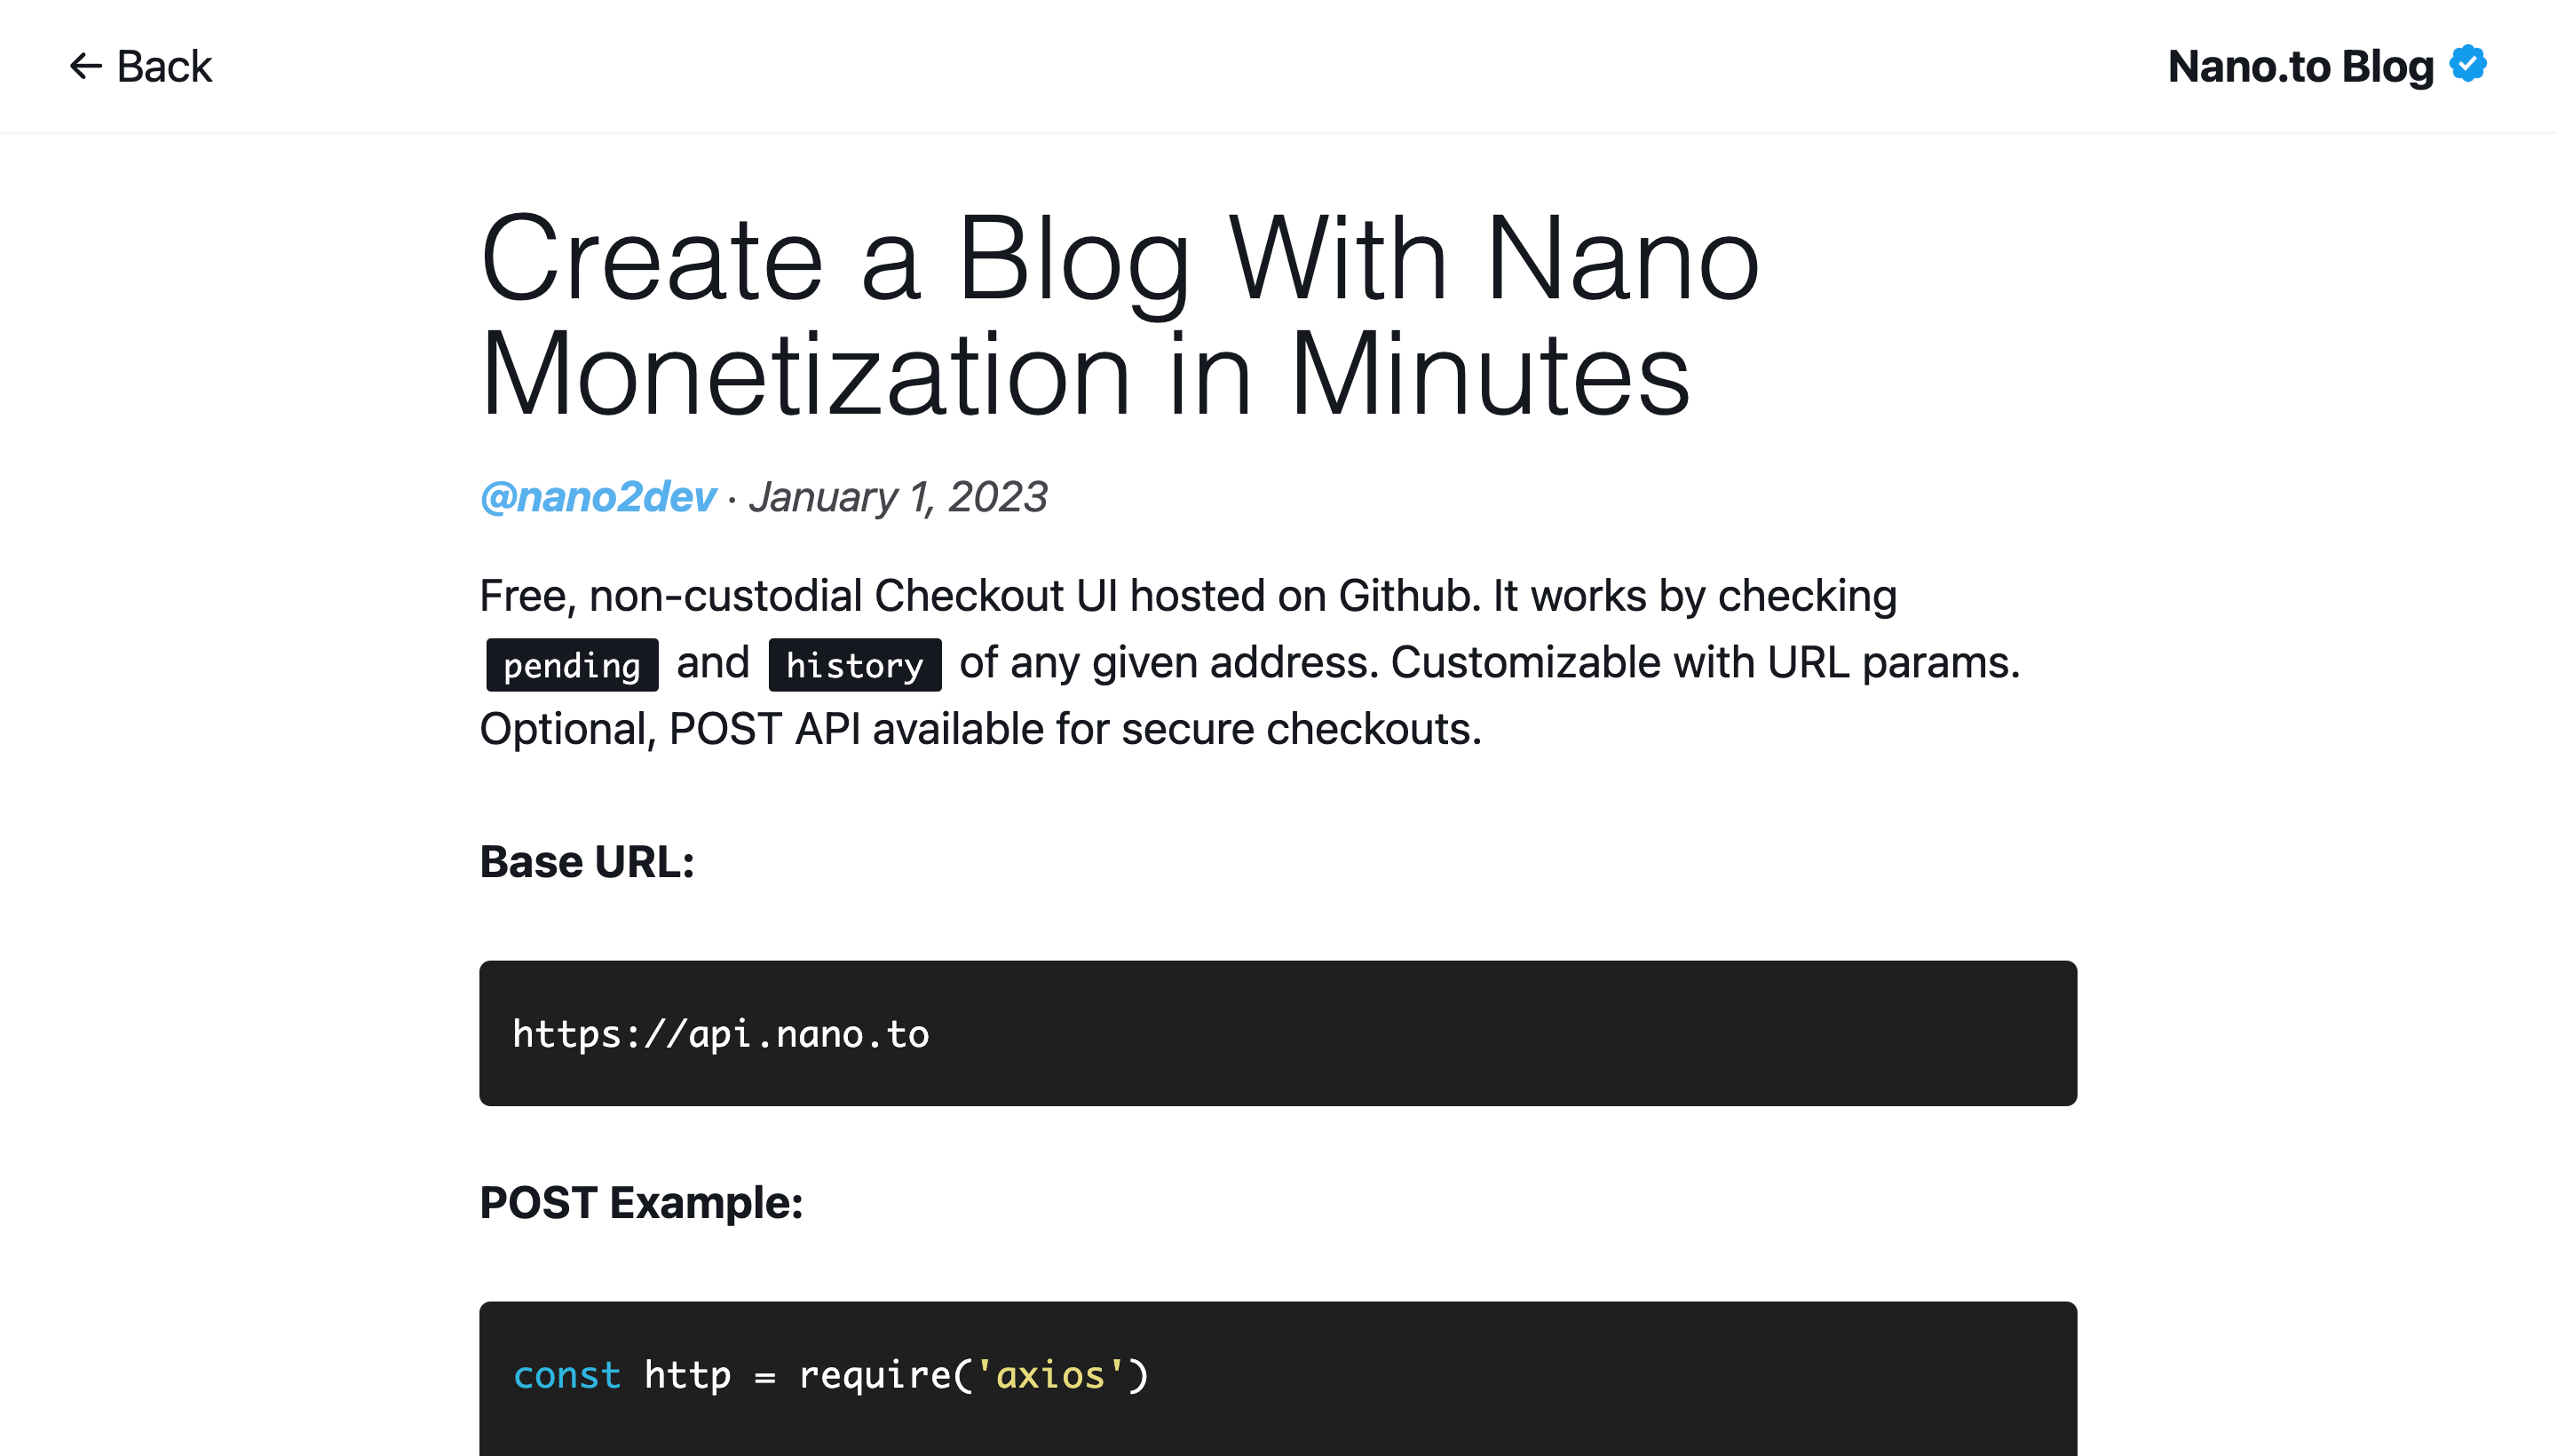 ← Back
Nano.to Blog
Create a Blog With Nano
Monetization in Minutes
@nano2dev · January 1, 2023
Free, non-custodial Checkout UI hosted on Github. It works by checking
pending and history of any given address. Customizable with URL params.
Optional, POST API available for secure checkouts.
Base URL:
https://api.nano.to
POST Example:
const http = require('axios')